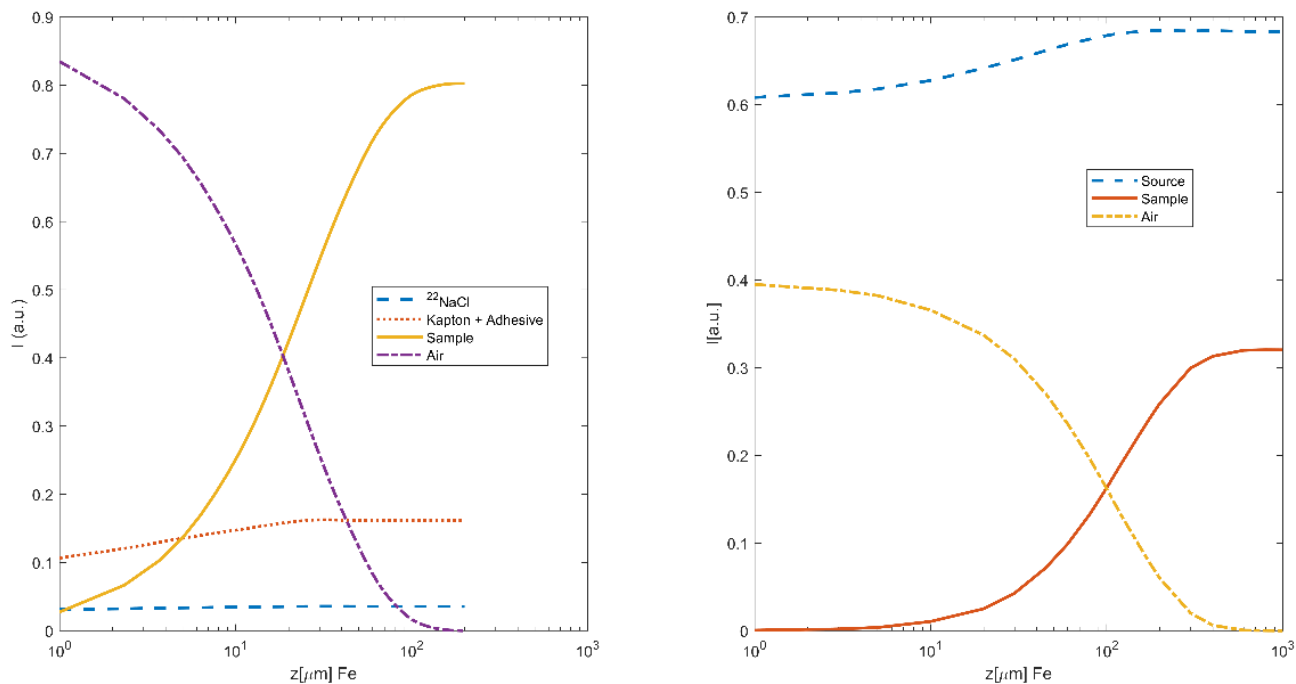 0.9
0.8
0.7
0.6
0.5
0.4
0.3
0.2
0.1
0
I (a.u.)
10⁰
10¹
10²
10³
z[μm] Fe
²²NaCl
Kapton + Adhesive
Sample
Air
0.7
0.6
0.5
0.4
0.3
0.2
0.1
0
I[a.u.]
10⁰
10¹
10²
10³
z[μm] Fe
Source
Sample
Air